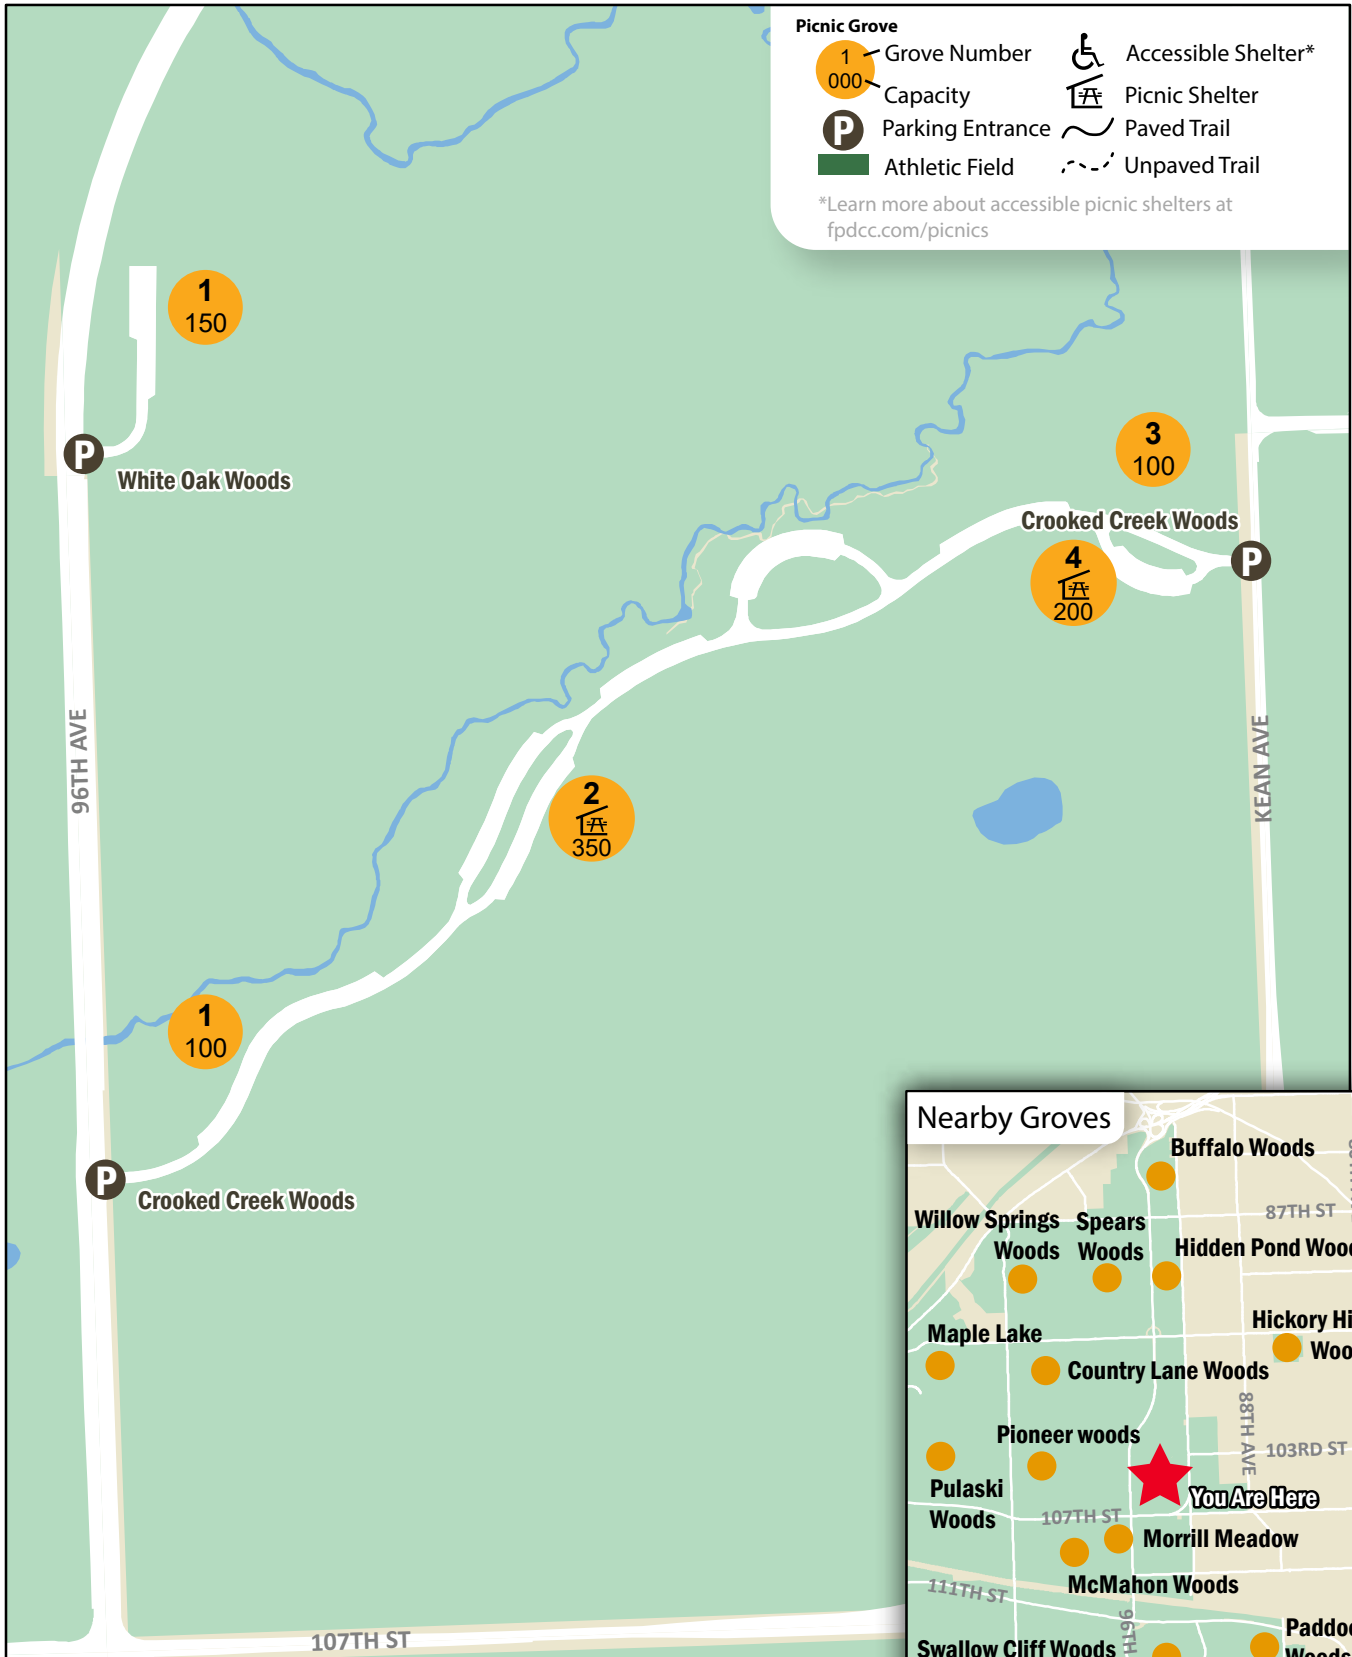 Picnic Grove
1
000
Grove Number
Capacity
Accessible Shelter*
Picnic Shelter
P
Parking Entrance
Paved Trail
Athletic Field
Unpaved Trail
*Learn more about accessible picnic shelters at
fpdcc.com/picnics
1
150
P
White Oak Woods
3
100
Crooked Creek Woods
P
4
200
96TH AVE
KEAN AVE
2
350
1
100
P
Crooked Creek Woods
107TH ST
Nearby Groves
Buffalo Woods
87TH ST
Willow Springs
Woods
Spears
Woods
Hidden Pond Wood
Hickory Hi
Woo
Maple Lake
Country Lane Woods
88TH AVE
Pioneer woods
103RD ST
Pulaski
Woods
You Are Here
107TH ST
Morrill Meadow
McMahon Woods
111TH ST
96TH
Paddoc
Woods
Swallow Cliff Woods